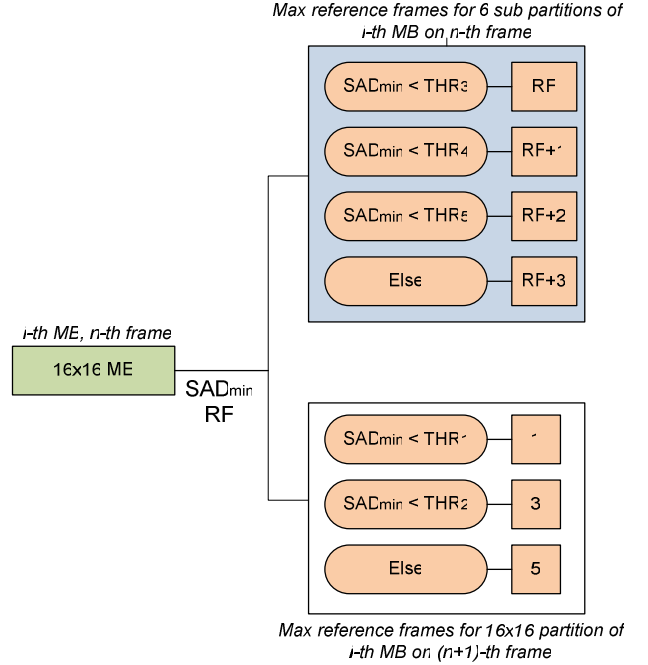 Max reference frames for 6 sub partitions of
i-th MB on n-th frame
SADmin < THR3
RF
SADmin < THR4
RF+1
SADmin < THR5
RF+2
Else
RF+3
i-th ME, n-th frame
16x16 ME
SADmin
RF
SADmin < THR1
1
SADmin < THR2
3
Else
5
Max reference frames for 16x16 partition of
i-th MB on (n+1)-th frame